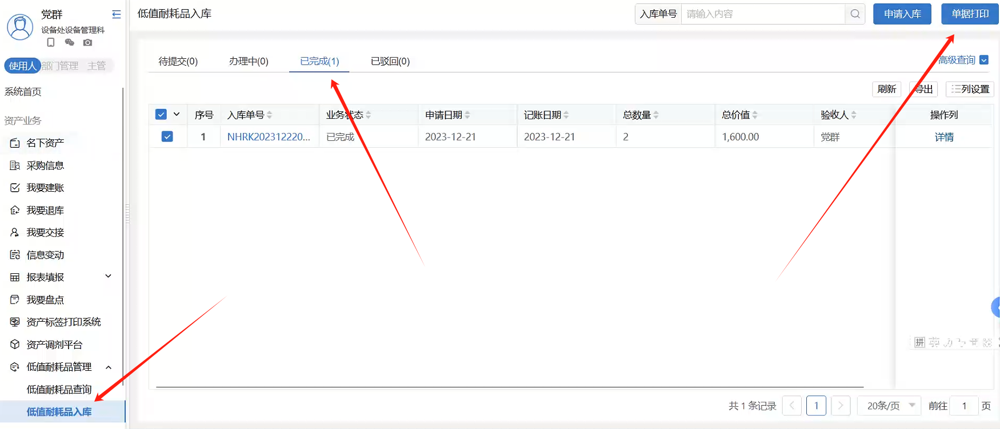 党群
设备处设备管理科
使用人 部门管理 主管
系统首页
资产业务
名下资产
采购信息
我要建账
我要退库
我要交接
信息变动
报表填报
我要盘点
资产标签打印系统
资产调剂平台
低值耐耗品管理
低值耐耗品查询
低值耐耗品入库
低值耐耗品入库
入库单号 请输入内容 申请入库 单据打印
待提交(0) 办理中(0) 已完成(1) 已驳回(0)
高级查询
刷新 导出 列设置
序号 入库单号 业务状态 申请日期 记账日期 总数量 总价值 验收人 操作列
1 NHRK202312220... 已完成 2023-12-21 2023-12-21 2 1,600.00 党群 详情
拼 英
共 1 条记录 1 20条/页 前往 1 页